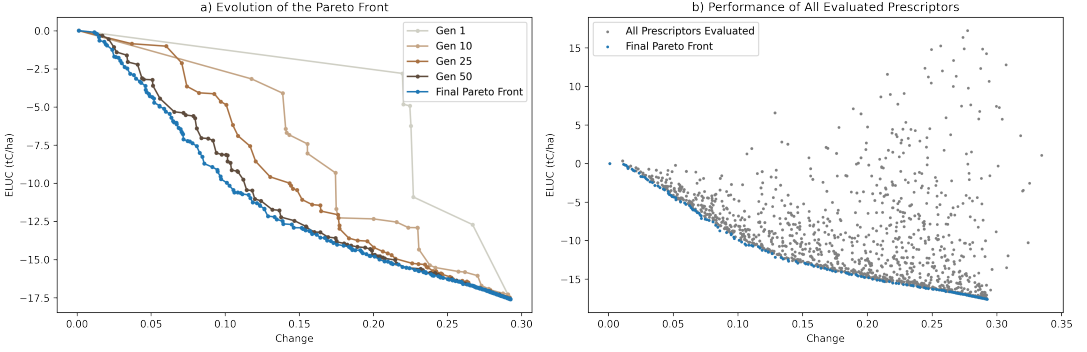 a) Evolution of the Pareto Front
0.0
−2.5
−5.0
−7.5
−10.0
−12.5
−15.0
−17.5
ELUC (tC/ha)
0.00 0.05 0.10 0.15 0.20 0.25 0.30
Change
Gen 1
Gen 10
Gen 25
Gen 50
Final Pareto Front
b) Performance of All Evaluated Prescriptors
15
10
5
0
−5
−10
−15
ELUC (tC/ha)
0.00 0.05 0.10 0.15 0.20 0.25 0.30 0.35
Change
All Prescriptors Evaluated
Final Pareto Front